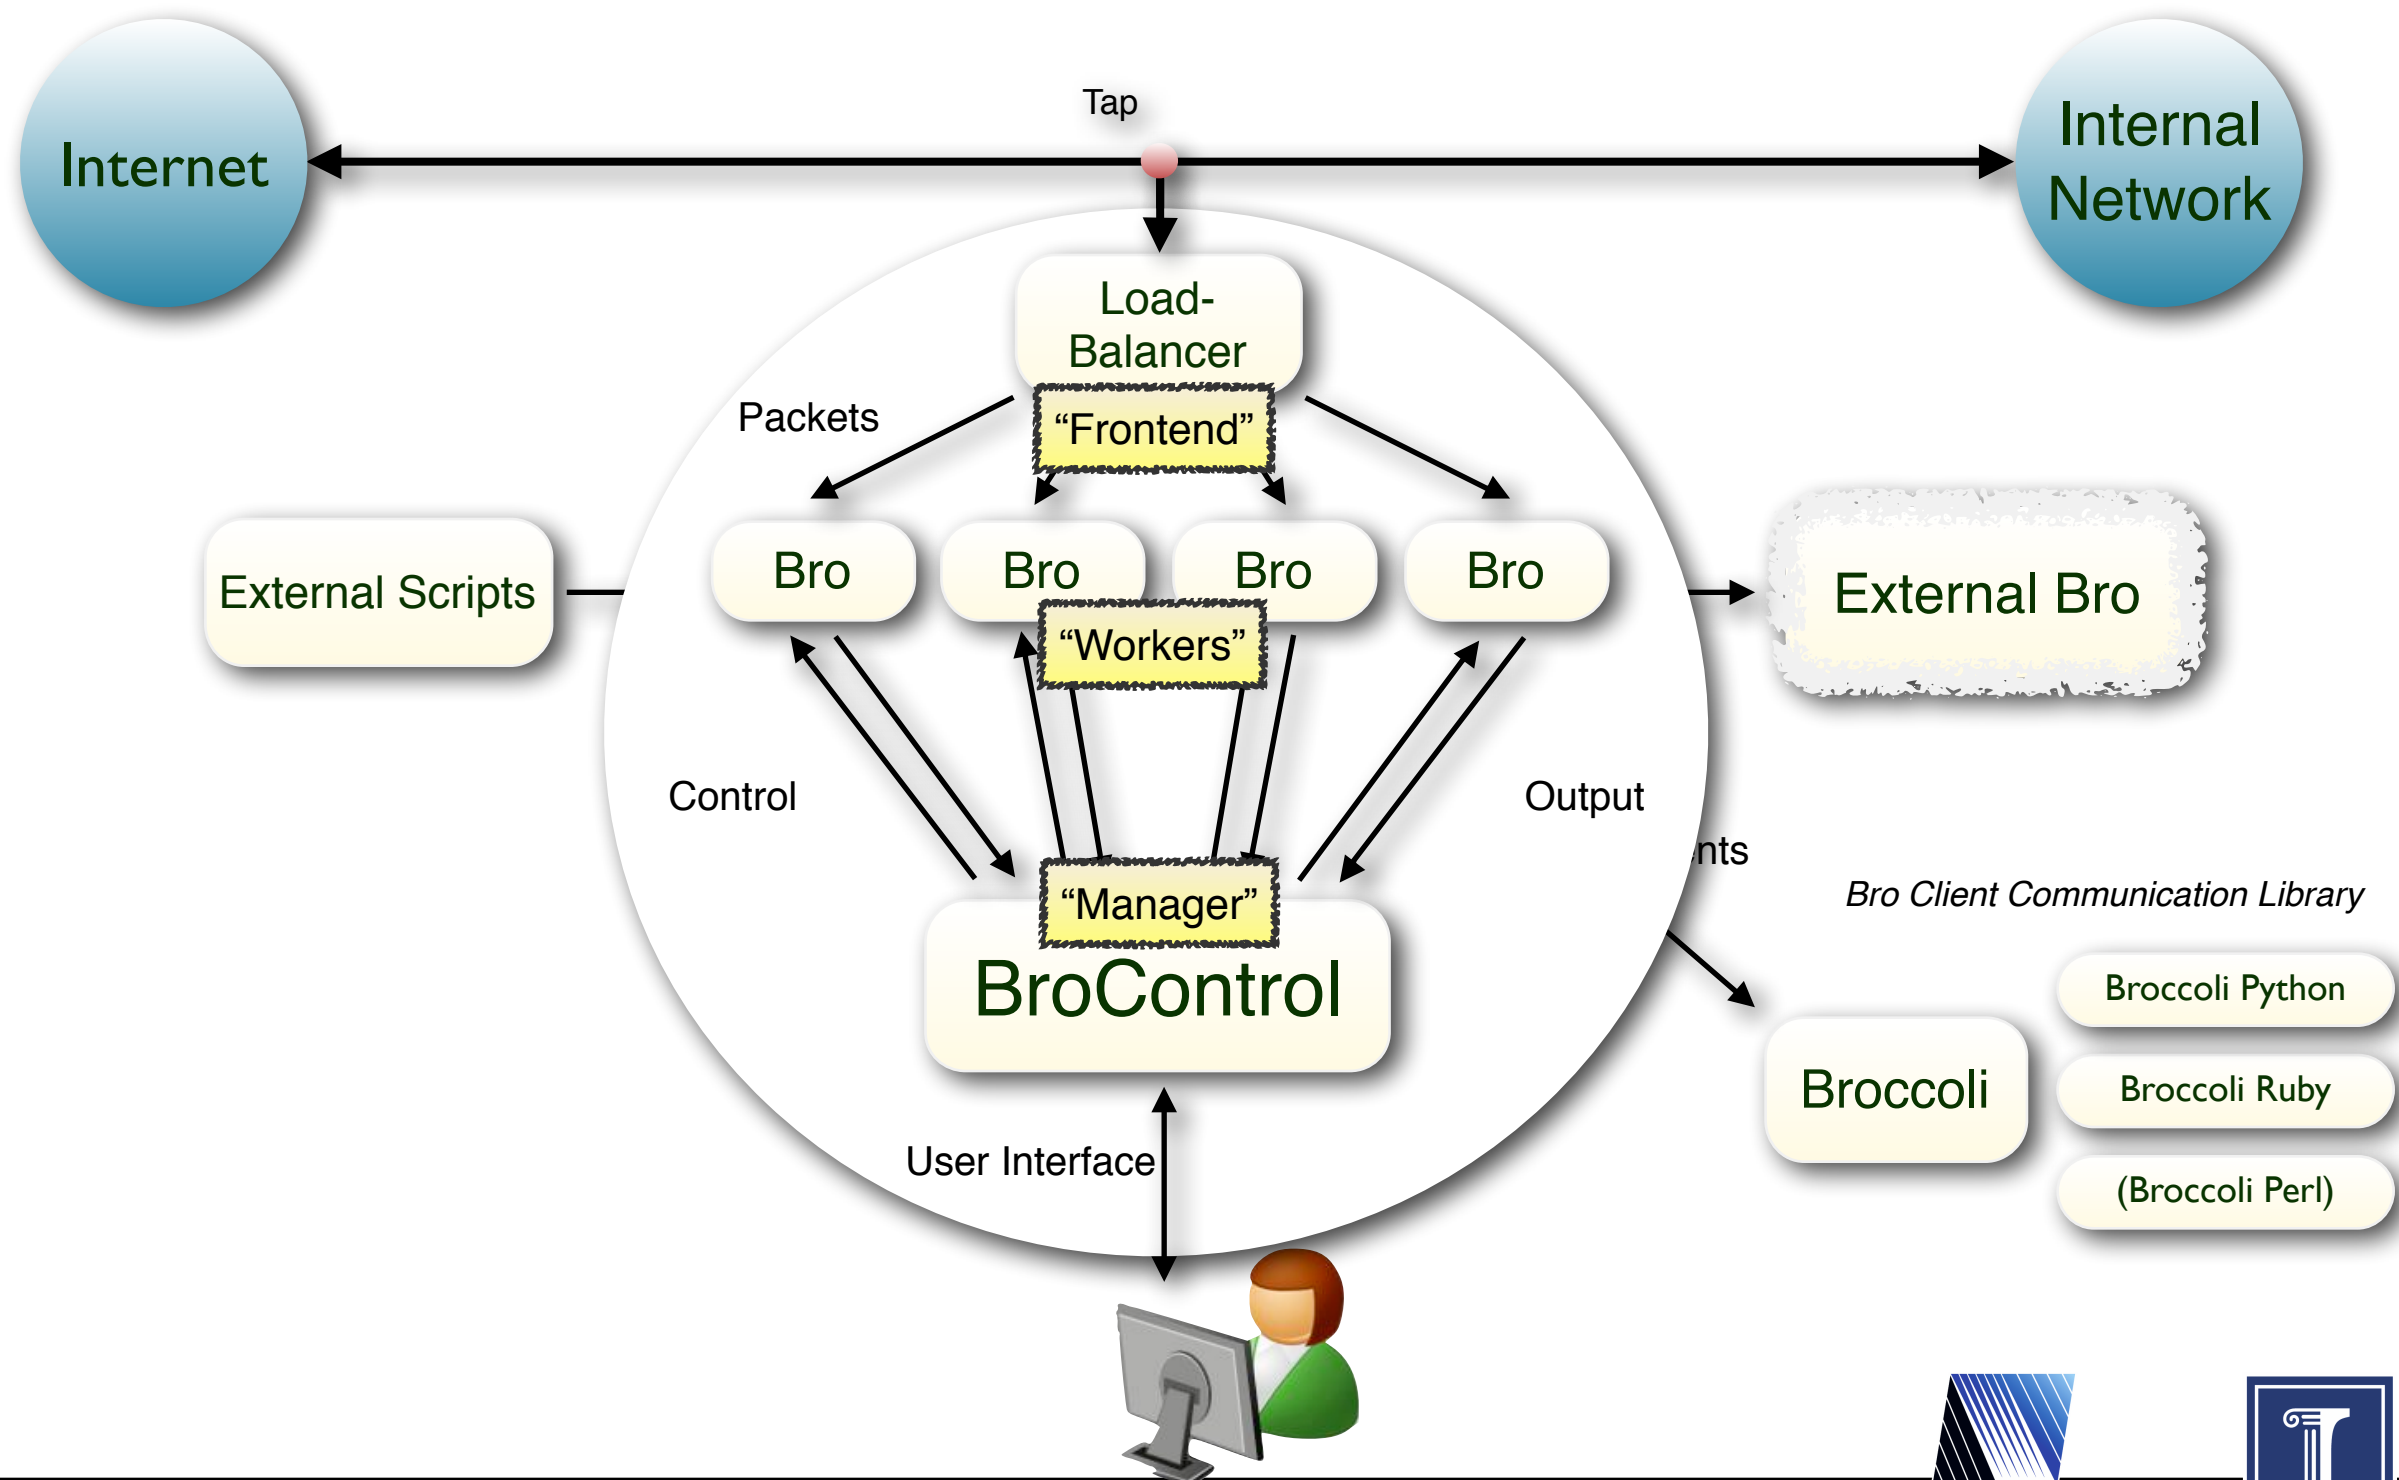 Tap
Internet
Internal
Network
Load-
Balancer
“Frontend”
Packets
External Scripts
Bro
Bro
Bro
Bro
External Bro
“Workers”
Control
Output
nts
Bro Client Communication Library
“Manager”
BroControl
Broccoli Python
Broccoli
Broccoli Ruby
User Interface
(Broccoli Perl)